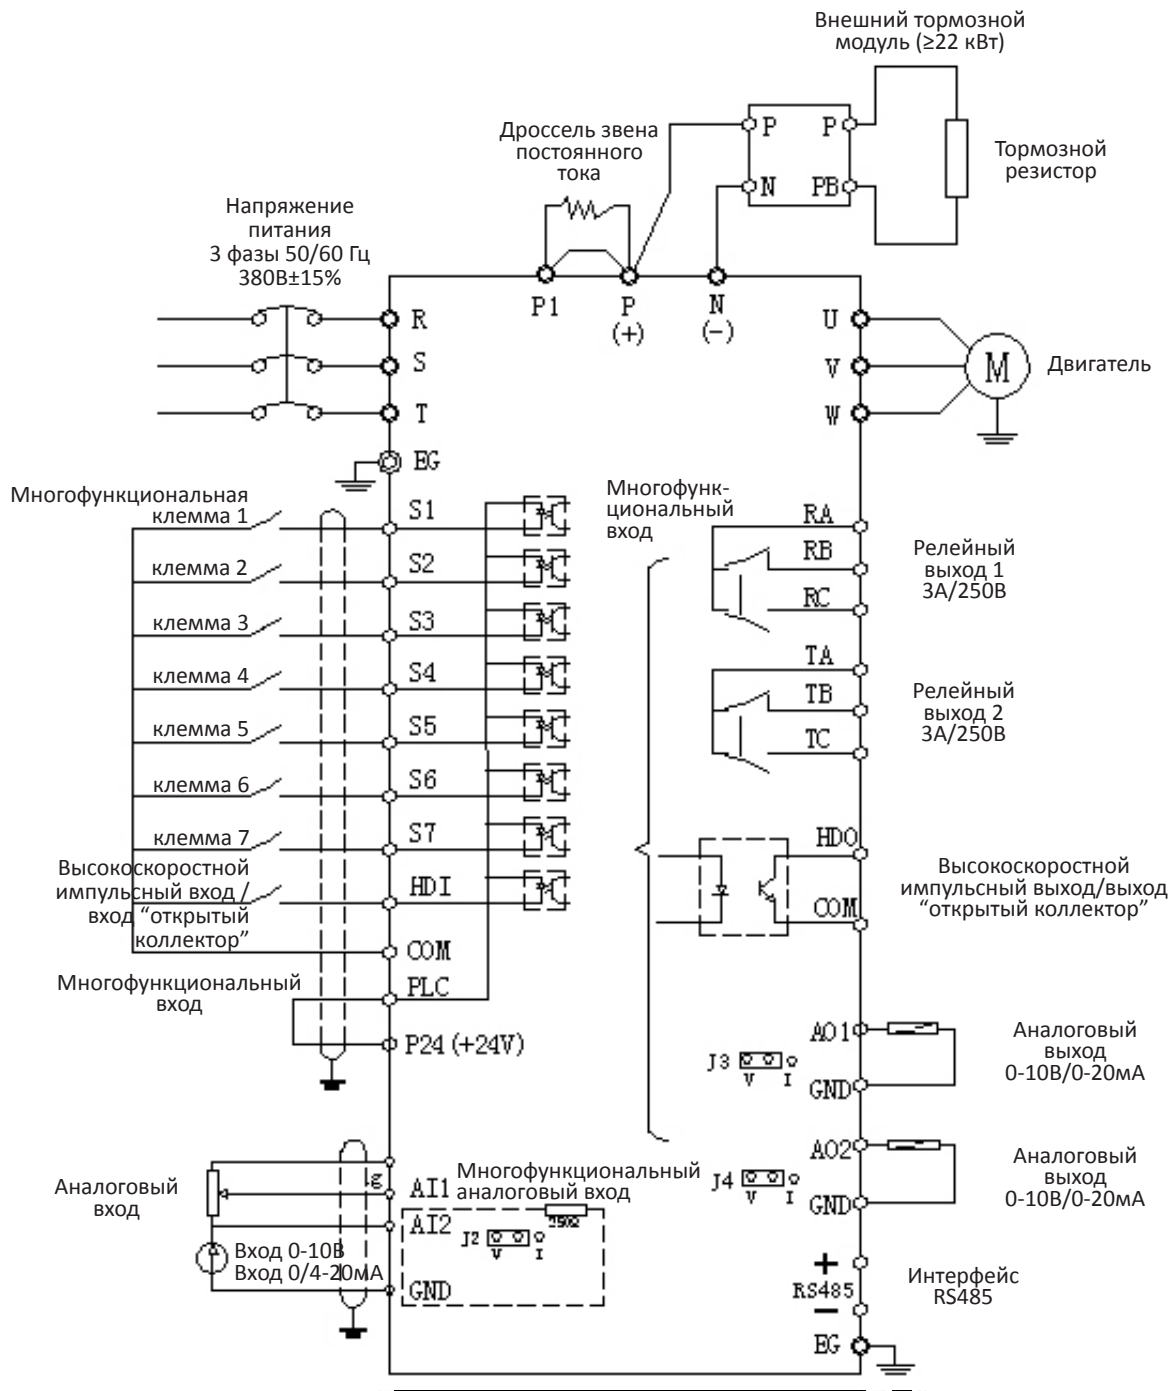 Внешний тормозной
модуль (≥22 кВт)
P
P
N
PB
Тормозной
резистор
Дроссель звена
постоянного
тока
Напряжение
питания
3 фазы 50/60 Гц
380В±15%
P1
P
(+)
N
(-)
R
S
T
U
V
W
M
Двигатель
EG
Многофункциональная
клемма 1
клемма 2
клемма 3
клемма 4
клемма 5
клемма 6
клемма 7
Высокоскоростной
импульсный вход /
вход “открытый
коллектор”
Многофункциональный
вход
S1
S2
S3
S4
S5
S6
S7
HDI
COM
PLC
P24 (+24V)
Многофунк-
циональный
вход
RA
RB
RC
Релейный
выход 1
3А/250В
TA
TB
TC
Релейный
выход 2
3А/250В
HDO
COM
Высокоскоростной
импульсный выход/выход
“открытый коллектор”
AO1
J3
V I
GND
Аналоговый
выход
0-10В/0-20мА
AO2
J4
V I
GND
Аналоговый
выход
0-10В/0-20мА
Аналоговый
вход
g
AI1
Многофункциональный
аналоговый вход
AI2
250Ω
J2
V I
Вход 0-10В
Вход 0/4-20мА
GND
+
RS485
−
Интерфейс
RS485
EG